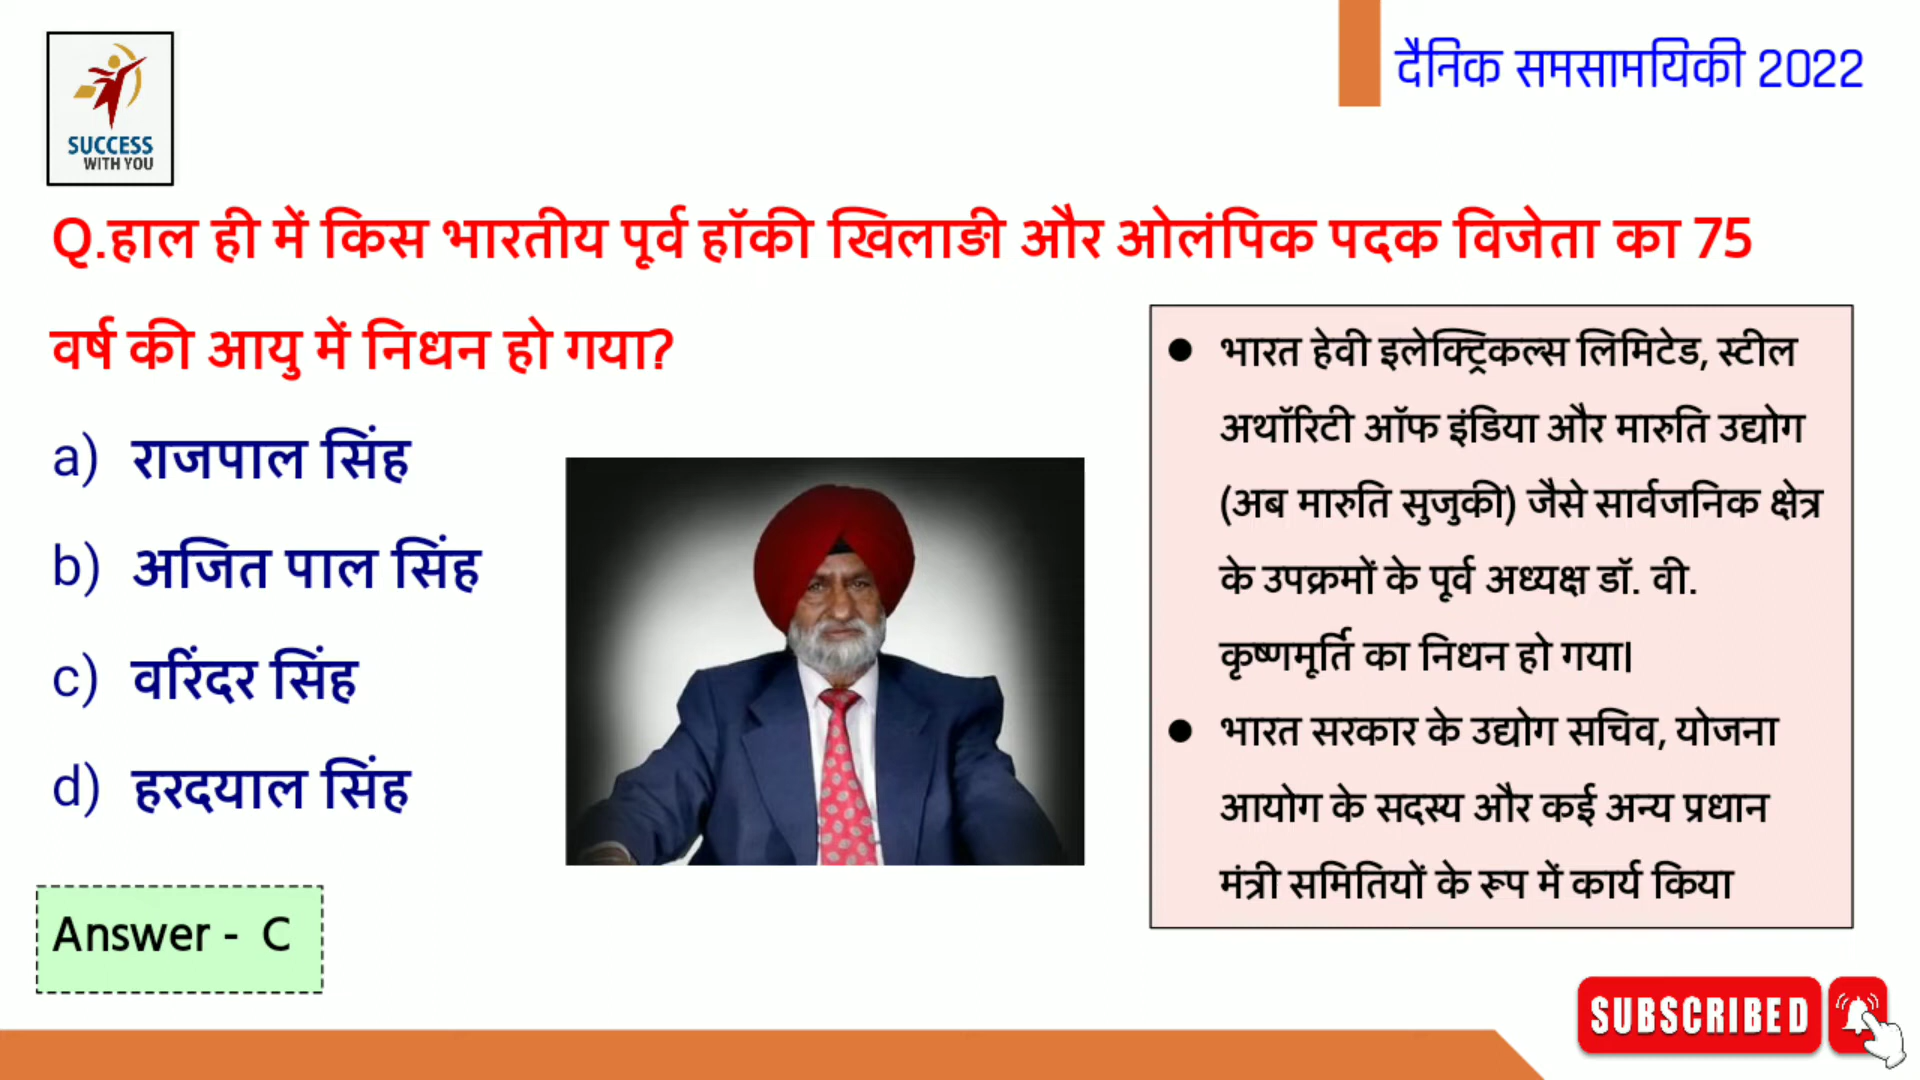 SUCCESS
WITH YOU
दैनिक समसामयिकी 2022
Q.हाल ही में किस भारतीय पूर्व हॉकी खिलाड़ी और ओलंपिक पदक विजेता का 75
वर्ष की आयु में निधन हो गया?
a) राजपाल सिंह
b) अजित पाल सिंह
c) वरिंदर सिंह
d) हरदयाल सिंह
Answer - C
● भारत हेवी इलेक्ट्रिंकल्स लिमिटेड, स्टील
अथॉरिटी ऑफ इंडिया और मारुति उद्योग
(अब मारुति सुजुकी) जैसे सार्वजनिक क्षेत्र
के उपक्रमों के पूर्व अध्यक्ष डॉ. वी.
कृष्णमूर्ति का निधन हो गया।
● भारत सरकार के उद्योग सचिव, योजना
आयोग के सदस्य और कई अन्य प्रधान
मंत्री समितियों के रूप में कार्य किया
SUBSCRIBED